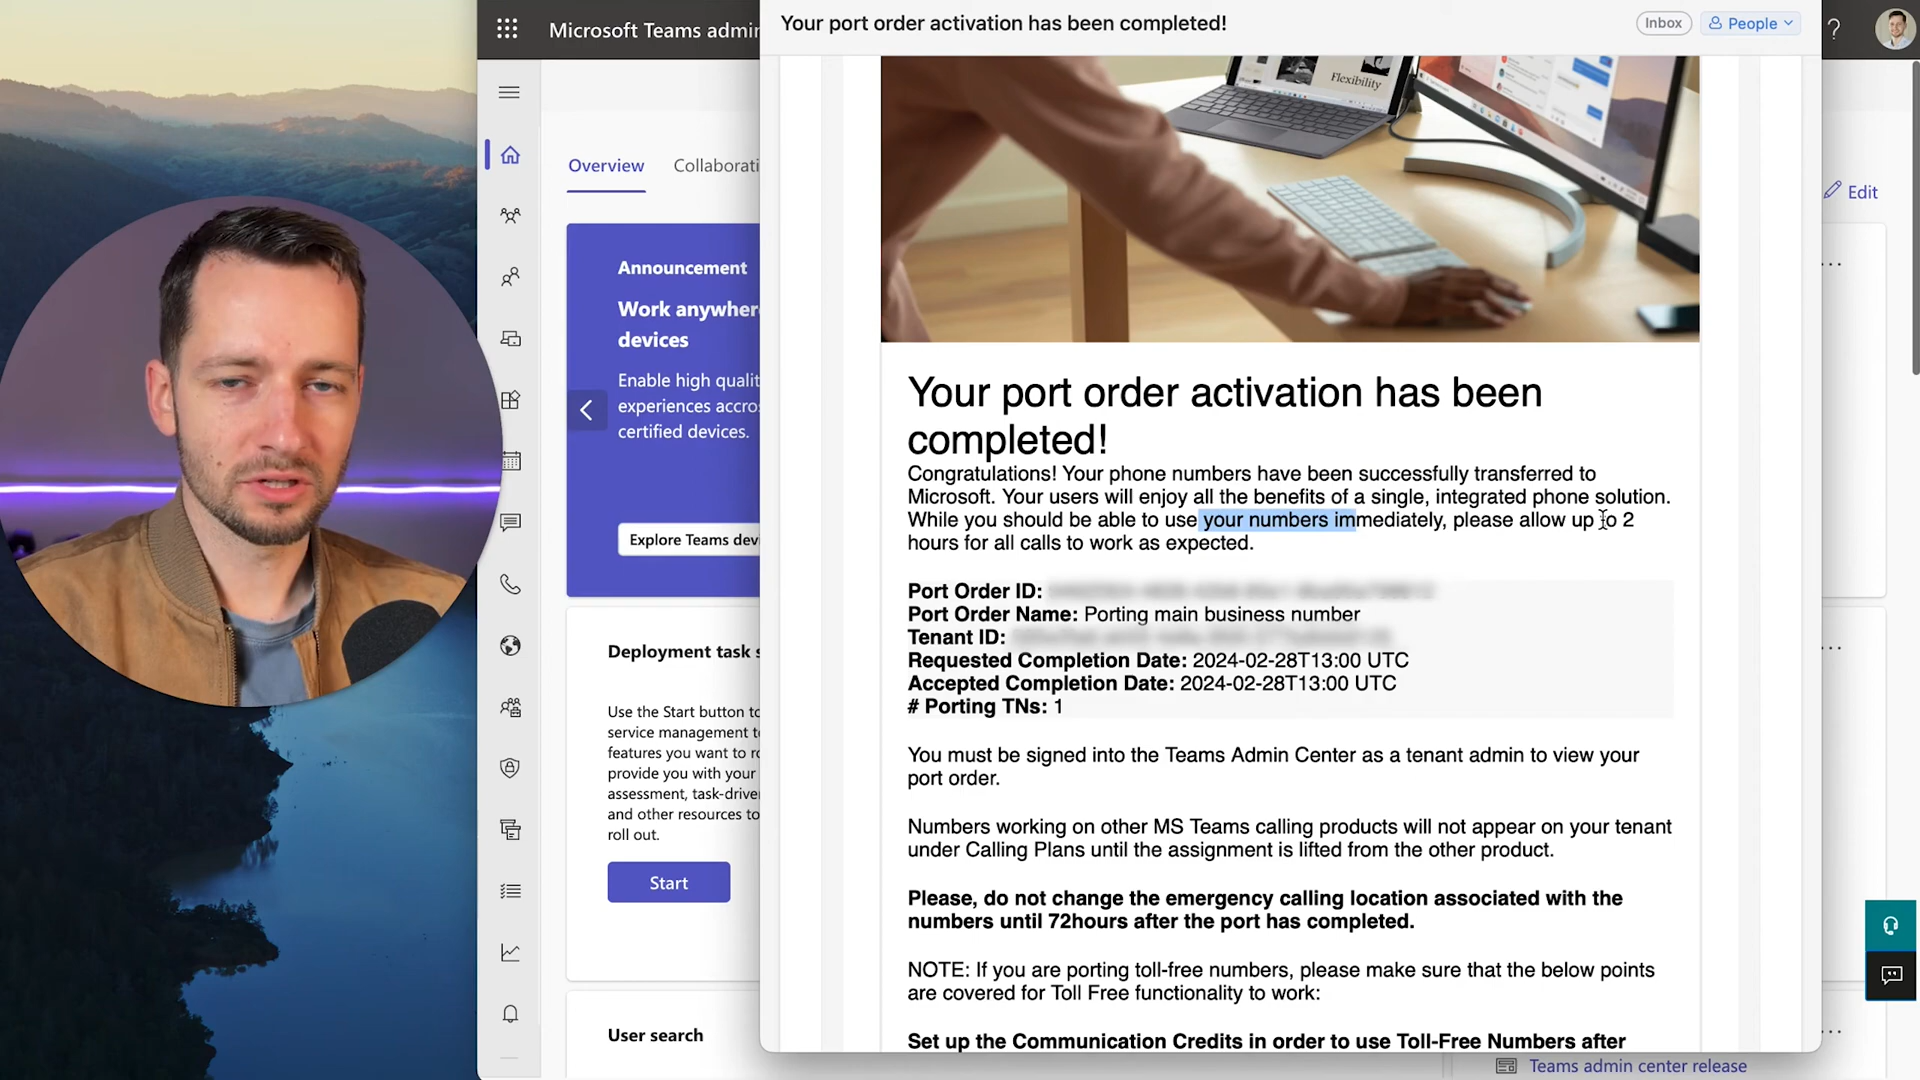 Microsoft Teams admin
Your port order activation has been completed!
Inbox
People
?
Flexibility
Overview
Collaborati
Edit
Announcement
Work anywher
devices
Enable high qualit
experiences accro
certified devices.
Explore Teams devi
Your port order activation has been
completed!
Congratulations! Your phone numbers have been successfully transferred to
Microsoft. Your users will enjoy all the benefits of a single, integrated phone solution.
While you should be able to use your numbers immediately, please allow up to 2
hours for all calls to work as expected.
Port Order ID:
Port Order Name: Porting main business number
Tenant ID:
Requested Completion Date: 2024-02-28T13:00 UTC
Accepted Completion Date: 2024-02-28T13:00 UTC
# Porting TNs: 1
You must be signed into the Teams Admin Center as a tenant admin to view your
port order.
Numbers working on other MS Teams calling products will not appear on your tenant
under Calling Plans until the assignment is lifted from the other product.
Please, do not change the emergency calling location associated with the
numbers until 72hours after the port has completed.
NOTE: If you are porting toll-free numbers, please make sure that the below points
are covered for Toll Free functionality to work:
Set up the Communication Credits in order to use Toll-Free Numbers after
Deployment task s
Use the Start button to
service management t
features you want to r
provide you with your
assessment, task-drive
and other resources to
roll out.
Start
User search
Teams admin center release